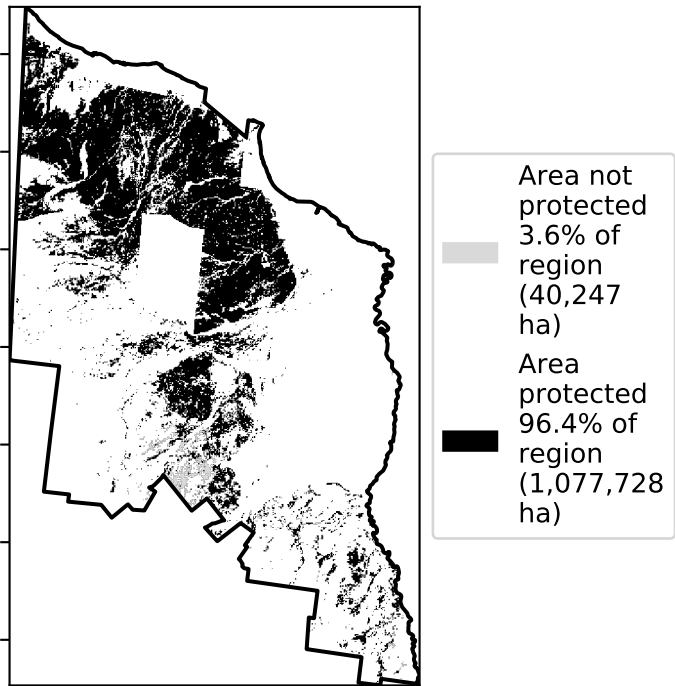 Area not
protected
3.6% of
region
(40,247
ha)
Area
protected
96.4% of
region
(1,077,728
ha)